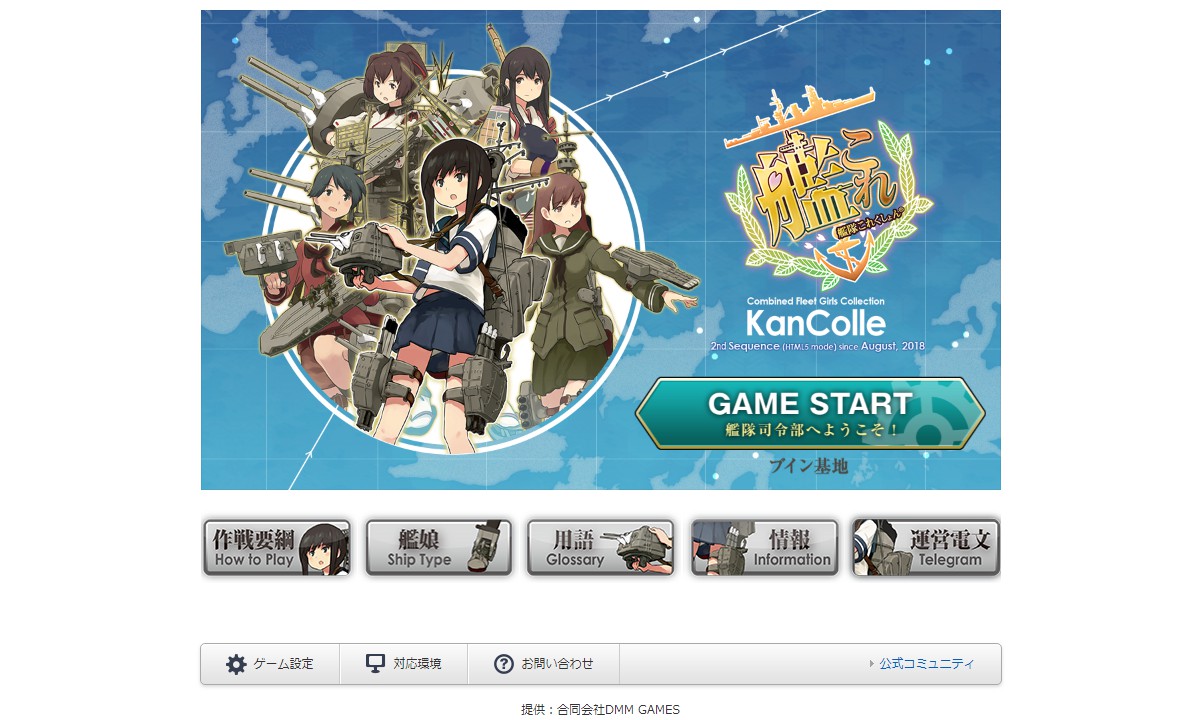 艦これ
艦隊これくしょん
Combined Fleet Girls Collection
KanColle
2nd Sequence (HTML5 mode) since August, 2018
GAME START
艦隊司令部へようこそ!
ブイン基地
作戦要綱
How to Play
艦娘
Ship Type
用語
Glossary
情報
Information
運営電文
Telegram
ゲーム設定
対応環境
お問い合わせ
公式コミュニティ
提供:合同会社DMM GAMES